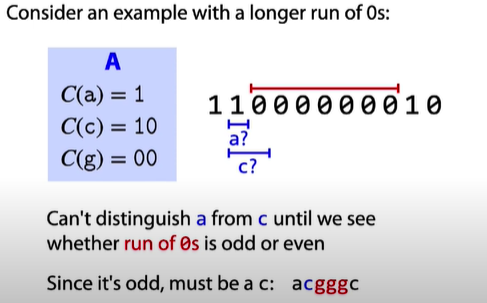 Consider an example with a longer run of 0s:
A
C(a) = 1
C(c) = 10
C(g) = 00
11000000010
a?
c?
Can't distinguish a from c until we see
whether run of 0s is odd or even
Since it's odd, must be a c: acgggc